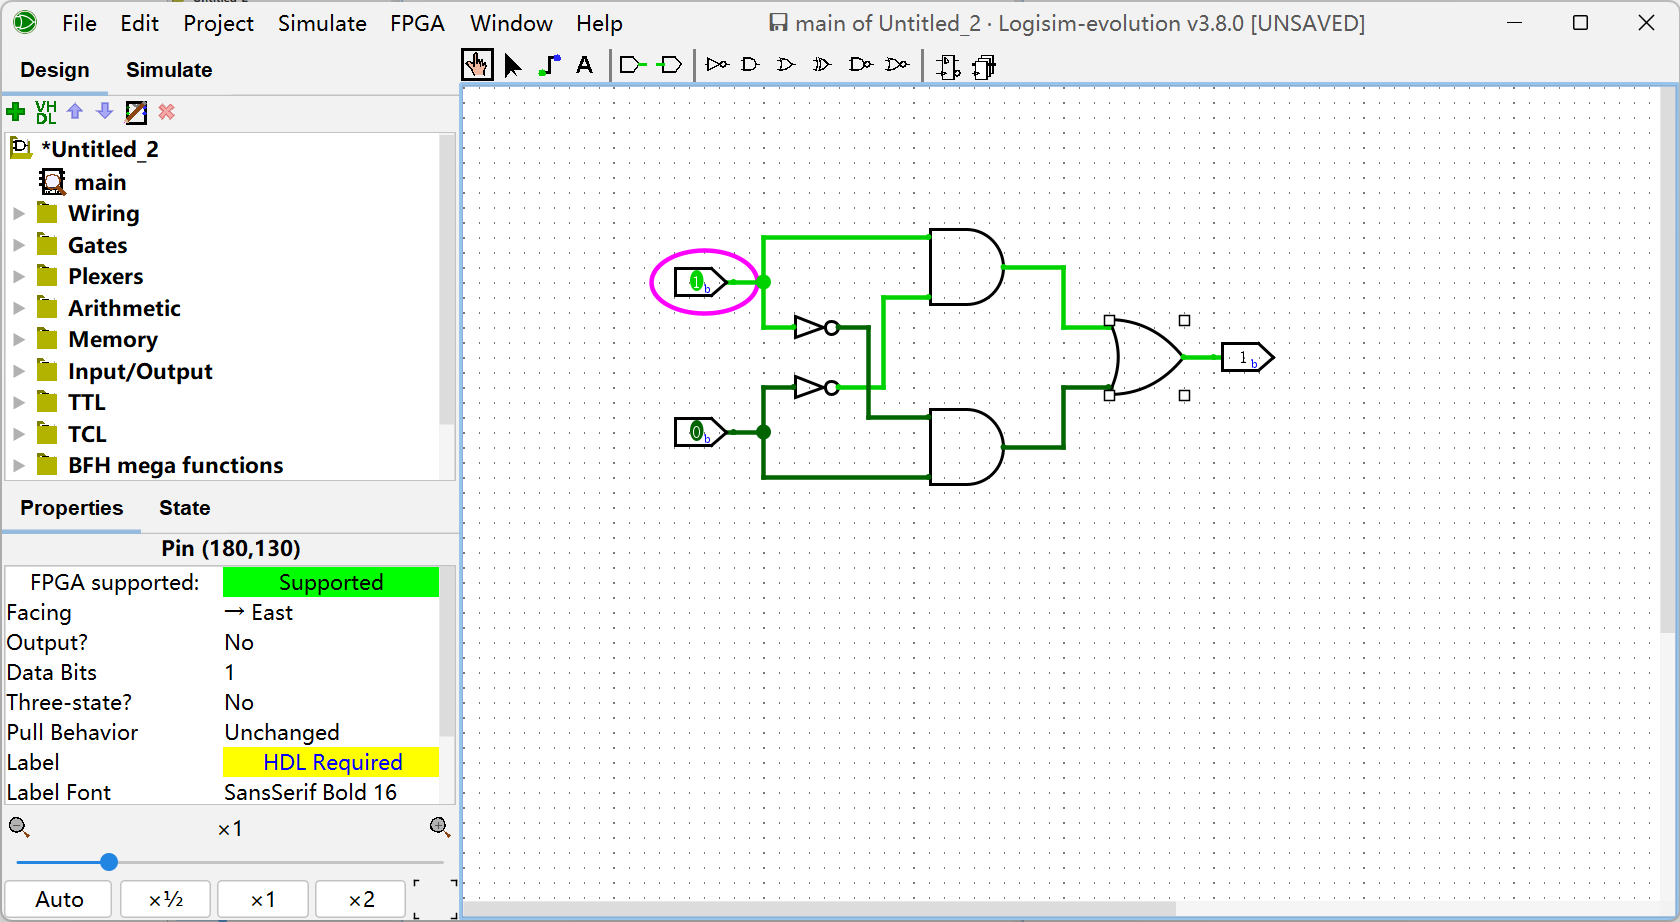 File Edit Project Simulate FPGA Window Help
main of Untitled_2 · Logisim-evolution v3.8.0 [UNSAVED]
Design Simulate
A
VH
DL
*Untitled_2
main
Wiring
Gates
Plexers
Arithmetic
Memory
Input/Output
TTL
TCL
BFH mega functions
1 b
1 b
0 b
Properties State
Pin (180,130)
FPGA supported: Supported
Facing → East
Output? No
Data Bits 1
Three-state? No
Pull Behavior Unchanged
Label HDL Required
Label Font SansSerif Bold 16
×1
Auto ×½ ×1 ×2